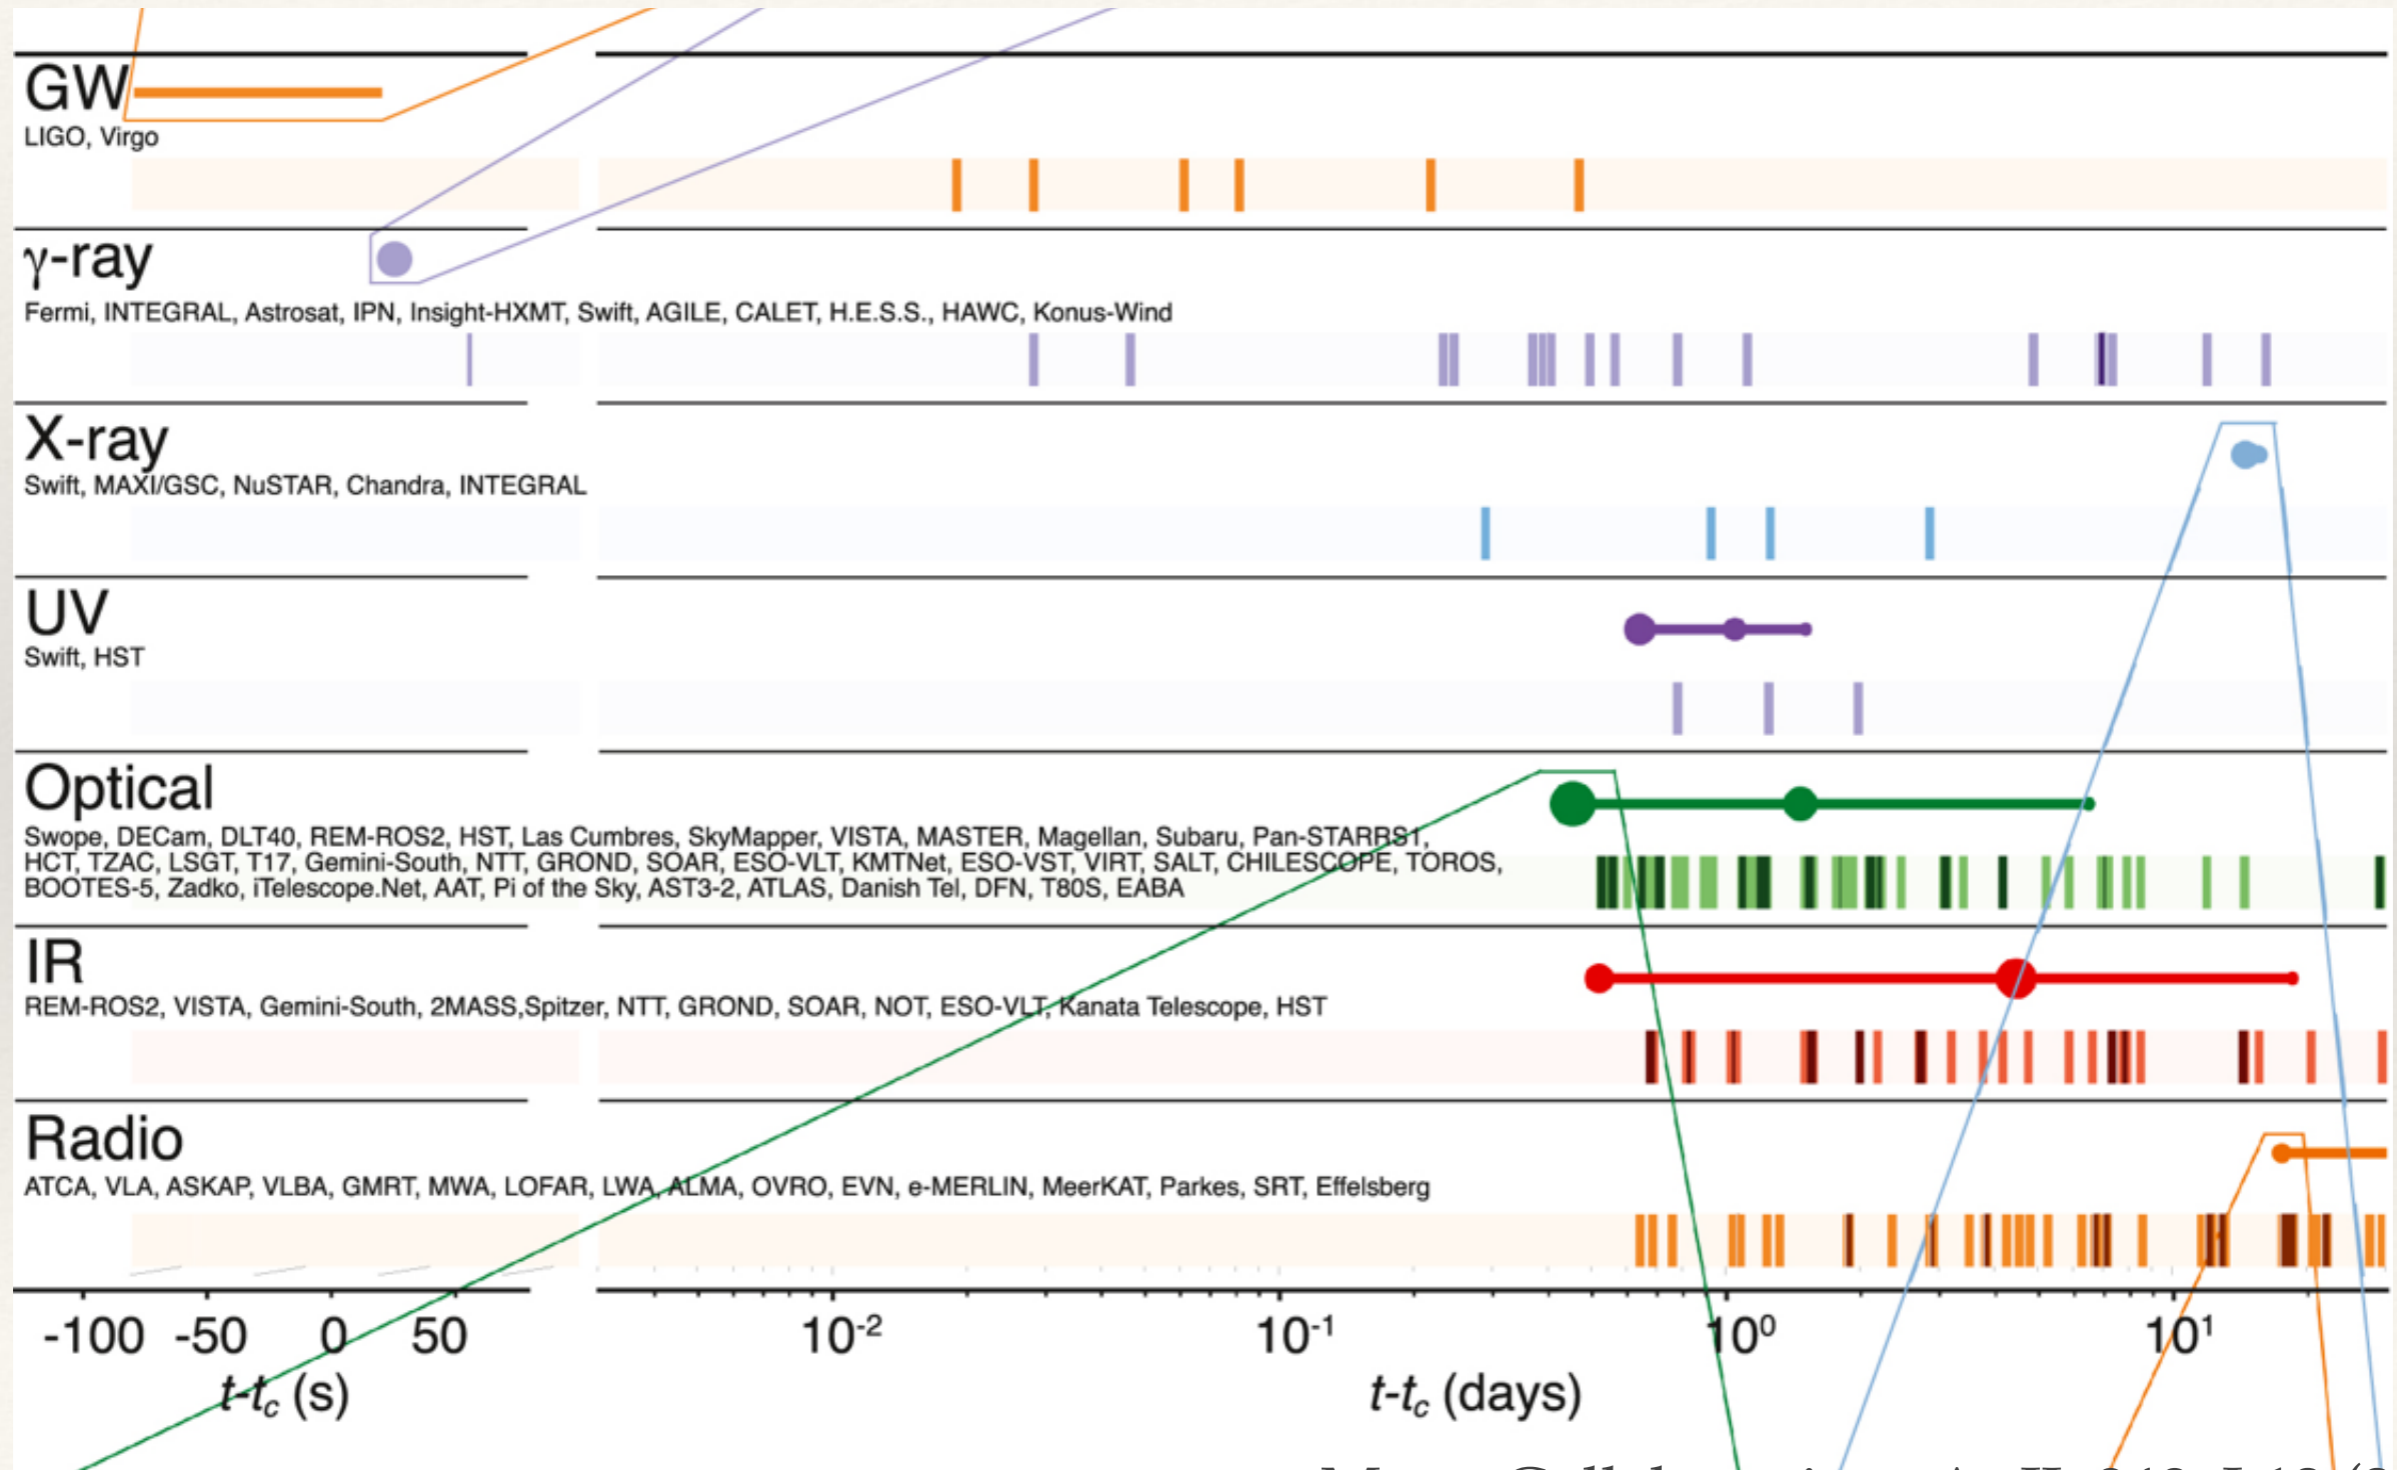 GW
LIGO, Virgo
γ-ray
Fermi, INTEGRAL, Astrosat, IPN, Insight-HXMT, Swift, AGILE, CALET, H.E.S.S., HAWC, Konus-Wind
X-ray
Swift, MAXI/GSC, NuSTAR, Chandra, INTEGRAL
UV
Swift, HST
Optical
Swope, DECam, DLT40, REM-ROS2, HST, Las Cumbres, SkyMapper, VISTA, MASTER, Magellan, Subaru, Pan-STARRS1,
HCT, TZAC, LSGT, T17, Gemini-South, NTT, GROND, SOAR, ESO-VLT, KMTNet, ESO-VST, VIRT, SALT, CHILESCOPE, TOROS,
BOOTES-5, Zadko, iTelescope.Net, AAT, Pi of the Sky, AST3-2, ATLAS, Danish Tel, DFN, T80S, EABA
IR
REM-ROS2, VISTA, Gemini-South, 2MASS,Spitzer, NTT, GROND, SOAR, NOT, ESO-VLT, Kanata Telescope, HST
Radio
ATCA, VLA, ASKAP, VLBA, GMRT, MWA, LOFAR, LWA, ALMA, OVRO, EVN, e-MERLIN, MeerKAT, Parkes, SRT, Effelsberg
-100 -50 0 50 10⁻² 10⁻¹ 10⁰ 10¹
t-tc (s) t-tc (days)